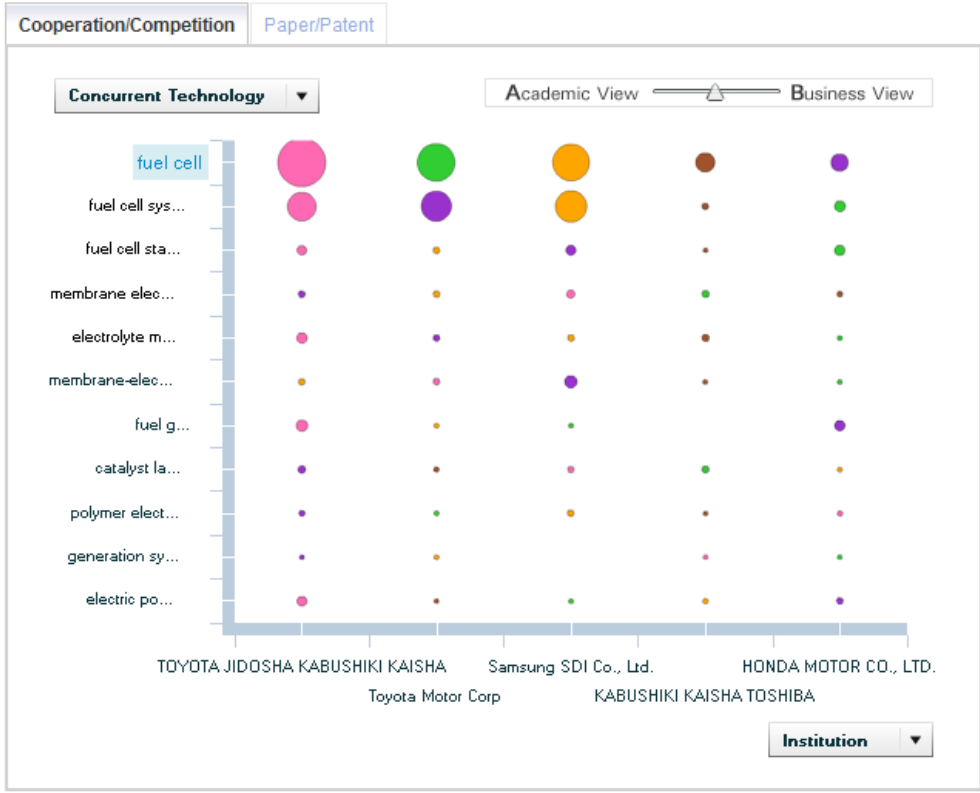 Cooperation/Competition Paper/Patent
Concurrent Technology
Academic View Business View
fuel cell
fuel cell sys...
fuel cell sta...
membrane elec...
electrolyte m...
membrane-elec...
fuel g...
catalyst la...
polymer elect...
generation sy...
electric po...
TOYOTA JIDOSHA KABUSHIKI KAISHA Samsung SDI Co., Ltd. HONDA MOTOR CO., LTD.
Toyota Motor Corp KABUSHIKI KAISHA TOSHIBA
Institution